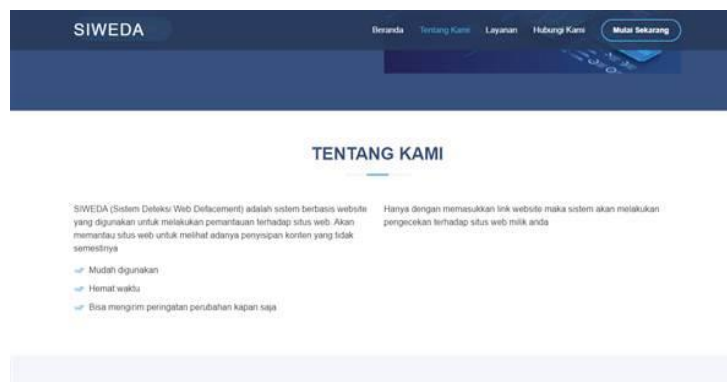 SIWEDA
Beranda Tentang Kami Layanan Hubungi Kami Mulai Sekarang
TENTANG KAMI
SIWEDA (Sistem Deteksi Web Defacement) adalah sistem berbasis website
yang digunakan untuk melakukan pemantauan terhadap situs web. Akan
memantau situs web untuk melihat adanya penyisipan konten yang tidak
semestinya
Mudah digunakan
Hemat waktu
Bisa mengirim peringatan perubahan kapan saja
Hanya dengan memasukkan link website maka sistem akan melakukan
pengecekan terhadap situs web milik anda